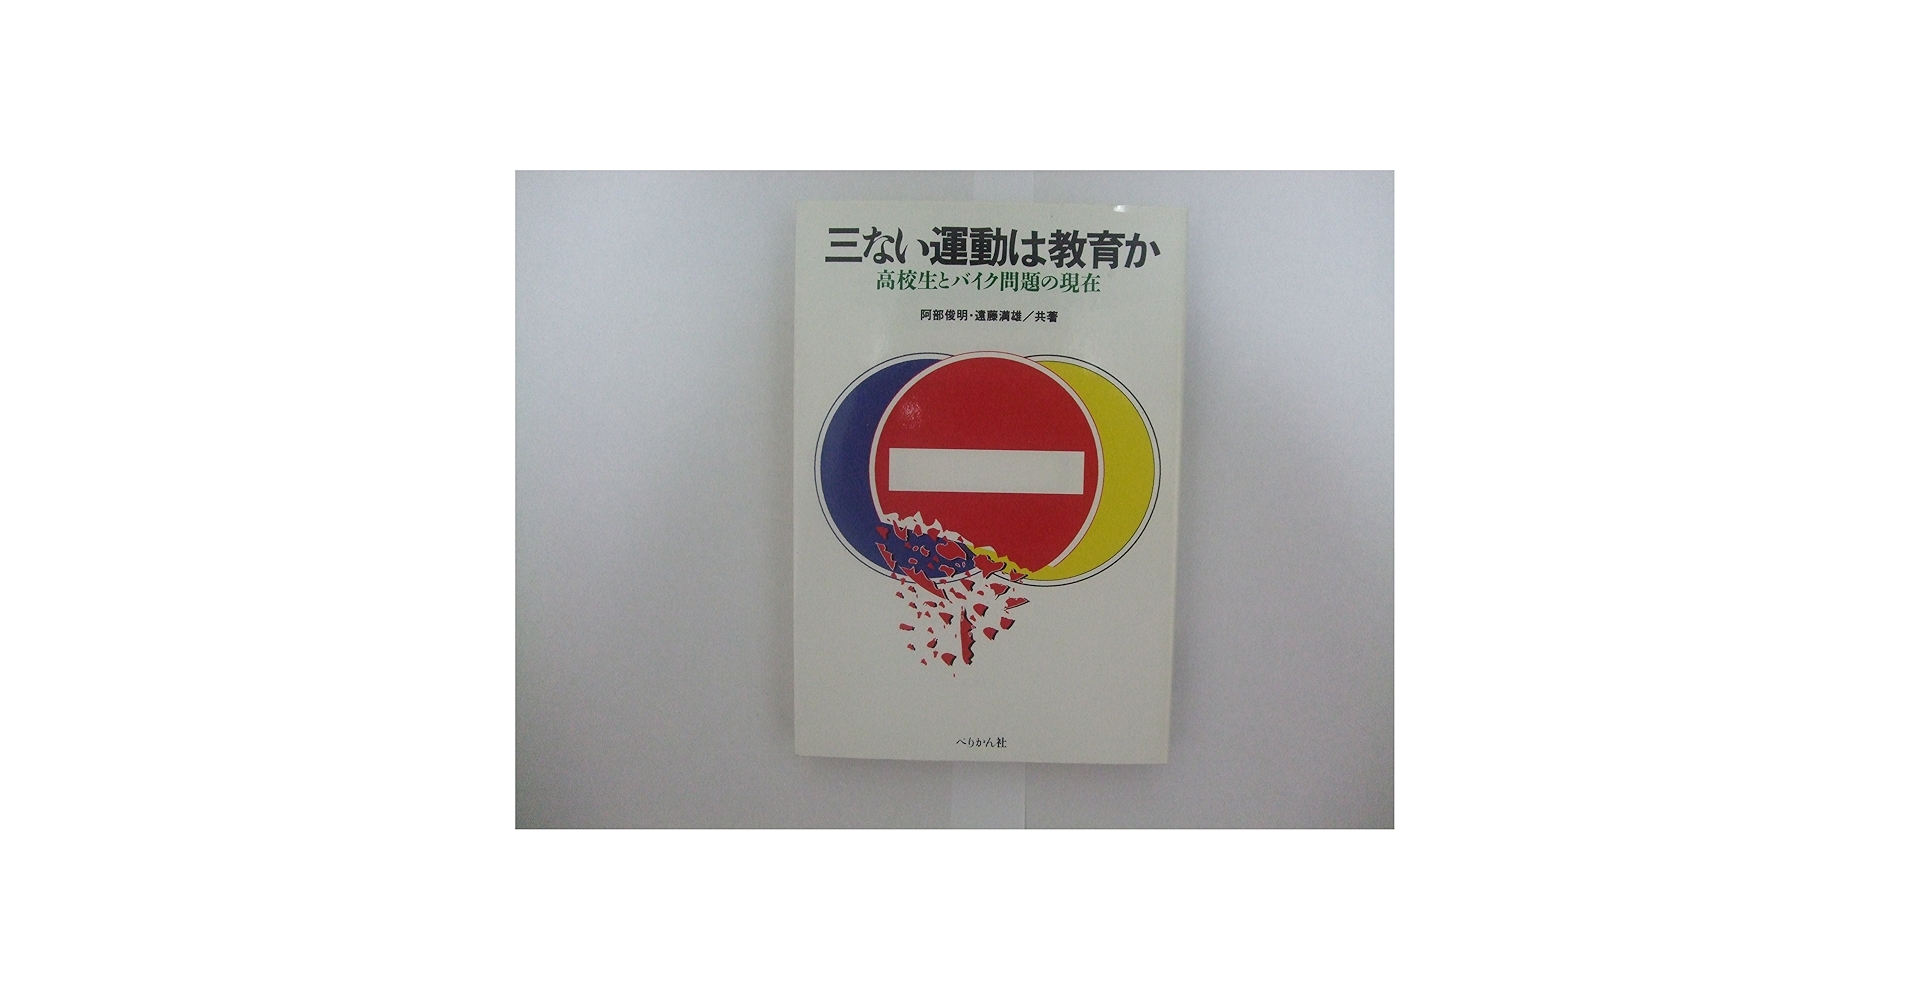 三ない運動は教育か
高校生とバイク問題の現在
阿部俊明・遠藤満雄／共著
ぺりかん社